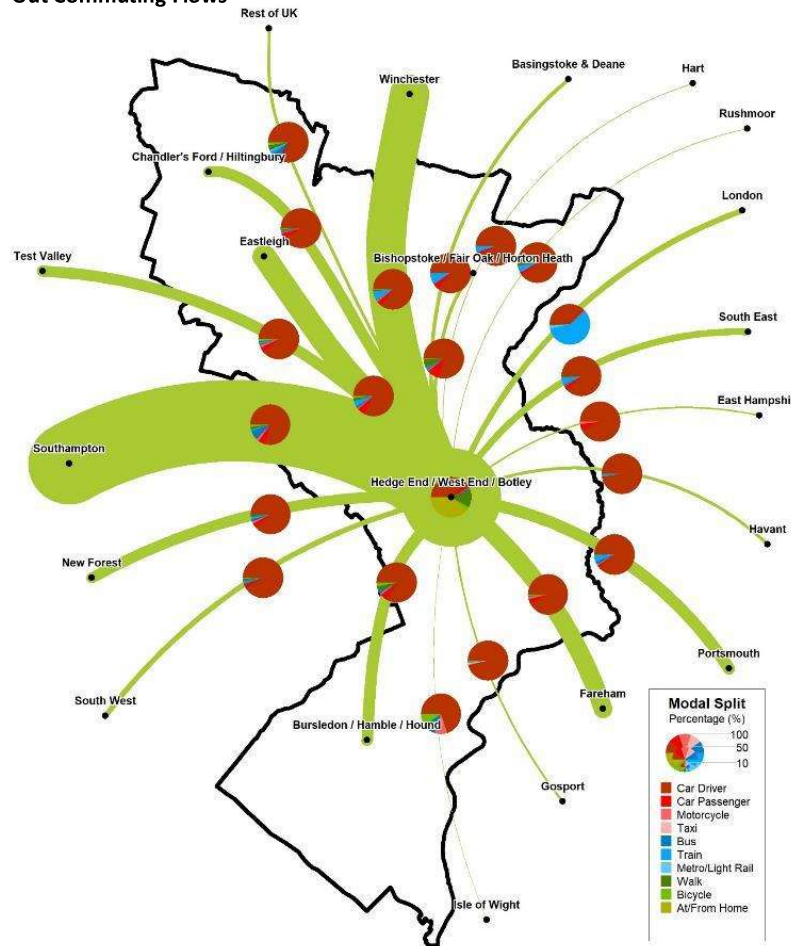 Out Commuting Flows
Rest of UK
Winchester
Basingstoke & Deane
Hart
Rushmoor
Chandler's Ford / Hiltingbury
London
Eastleigh
Test Valley
Bishopstoke / Fair Oak / Horton Heath
South East
East Hampshi
Southampton
Hedge End / West End / Botley
Havant
New Forest
Portsmouth
South West
Fareham
Bursledon / Hamble / Hound
Gosport
Isle of Wight
Modal Split
Percentage (%)
100
50
10
Car Driver
Car Passenger
Motorcycle
Taxi
Bus
Train
Metro/Light Rail
Walk
Bicycle
At/From Home